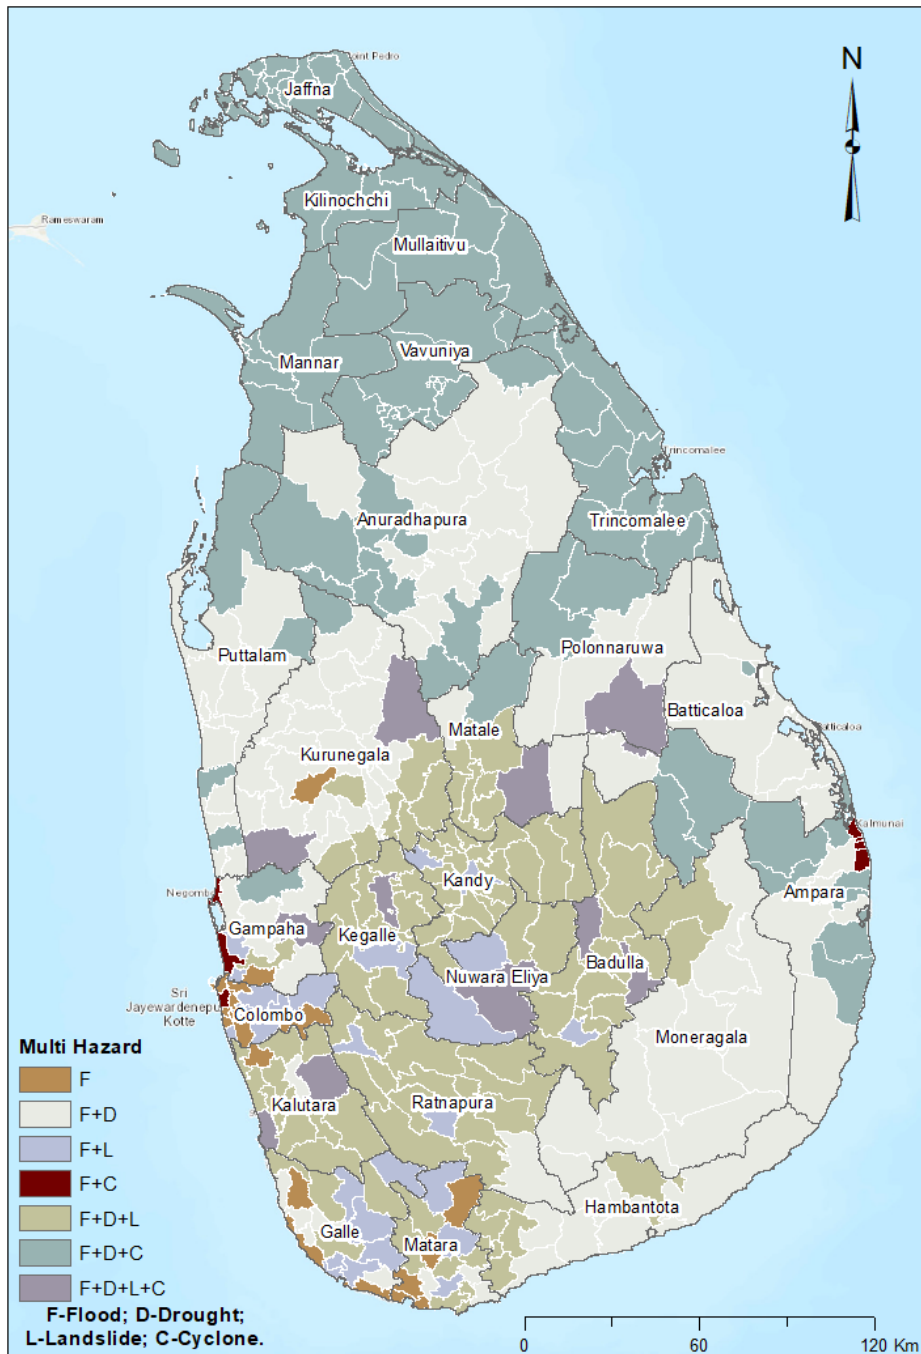 N
Point Pedro
Jaffna
Kilinochchi
Rameswaram
Mullaitivu
Vavuniya
Mannar
Trincomalee
Anuradhapura
Trincomalee
Polonnaruwa
Puttalam
Batticaloa
Matale
Batticaloa
Kurunegala
Kalmunai
Kandy
Ampara
Negombo
Gampaha
Kegalle
Badulla
Nuwara Eliya
Sri
Jayewardenepu
Kotte
Colombo
Moneragala
Multi Hazard
F
F+D
F+L
F+C
F+D+L
F+D+C
F+D+L+C
F-Flood; D-Drought;
L-Landslide; C-Cyclone.
Kalutara
Ratnapura
Hambantota
Galle
Matara
0 60 120 Km